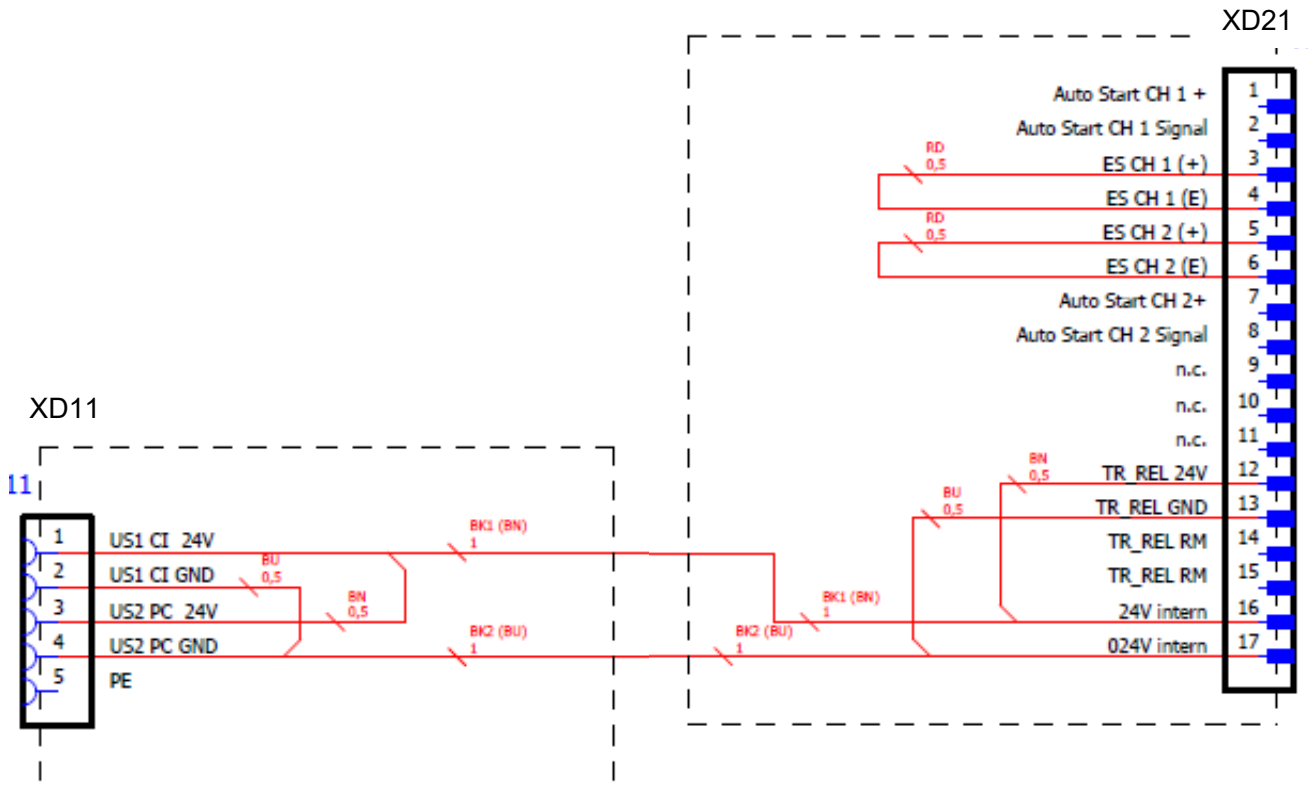 XD21
Auto Start CH 1 + 1
Auto Start CH 1 Signal 2
RD
0,5
ES CH 1 (+) 3
ES CH 1 (E) 4
RD
0,5
ES CH 2 (+) 5
ES CH 2 (E) 6
Auto Start CH 2+ 7
Auto Start CH 2 Signal 8
n.c. 9
n.c. 10
n.c. 11
BN
0,5
TR_REL 24V 12
BU
0,5
TR_REL GND 13
TR_REL RM 14
TR_REL RM 15
BK1 (BN)
1
24V intern 16
BK2 (BU)
1
024V intern 17
XD11
11
1 US1 CI 24V
BK1 (BN)
1
2 US1 CI GND
BU
0,5
3 US2 PC 24V
BN
0,5
4 US2 PC GND
BK2 (BU)
1
5 PE